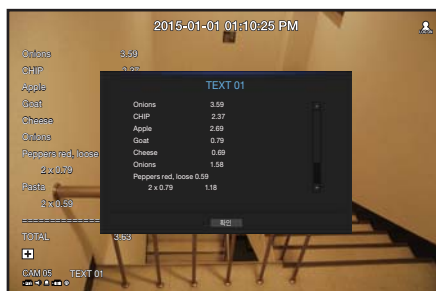 2015-01-01 01:10:25 PM
Onions 3.59
CHIP 2.37
Apple
Goat
Cheese
Onions
Peppers red, loose
2 x 0.79
Pasta
2 x 0.59
====================
TOTAL 3.63
CAM 05 TEXT 01
TEXT 01
Onions 3.59
CHIP 2.37
Apple 2.69
Goat 0.79
Cheese 0.69
Onions 1.58
Peppers red, loose 0.59
2 x 0.79 1.18
확인